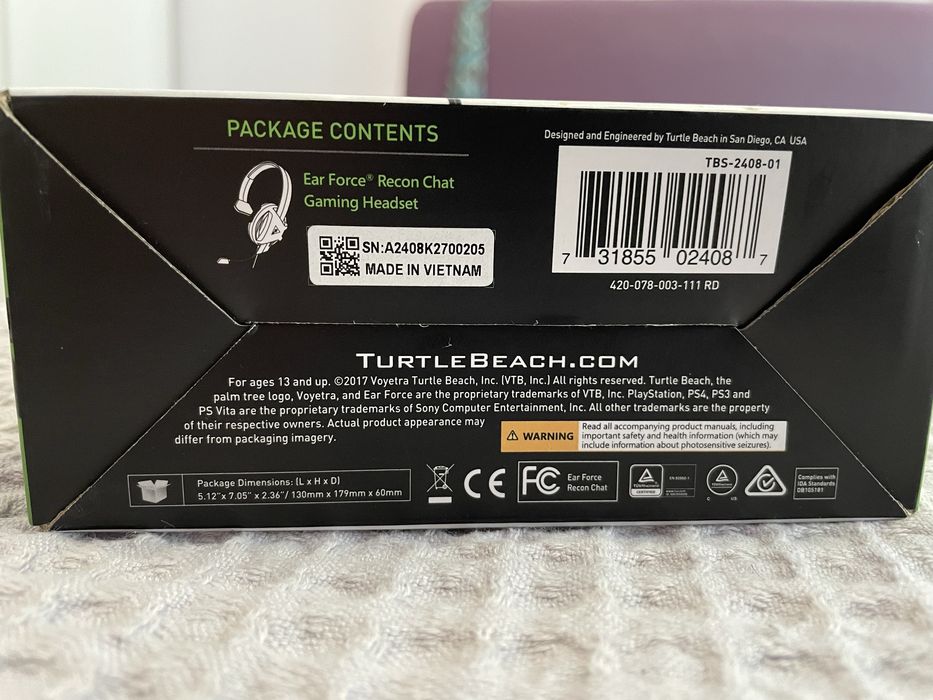 PACKAGE CONTENTS
Ear Force® Recon Chat
Gaming Headset
SN:A2408K2700205
MADE IN VIETNAM
Designed and Engineered by Turtle Beach in San Diego, CA USA
TBS-2408-01
7 31855 02408 7
420-078-003-111 RD
TURTLEBEACH.COM
For ages 13 and up. ©2017 Voyetra Turtle Beach, Inc. (VTB, Inc.) All rights reserved. Turtle Beach, the
palm tree logo, Voyetra, and Ear Force are the proprietary trademarks of VTB, Inc. PlayStation, PS4, PS3 and
PS Vita are the proprietary trademarks of Sony Computer Entertainment, Inc. All other trademarks are the property
of their respective owners. Actual product appearance may
differ from packaging imagery.
WARNING
Read all accompanying product manuals, including
important safety and health information (which may
include information about photosensitive seizures).
Package Dimensions: (L x H x D)
5.12"x 7.05" x 2.36"/ 130mm x 179mm x 60mm
CE
FC
Ear Force
Recon Chat
TÜVRheinland
CERTIFIED
TÜVRheinland
C US
Complies with
IDA Standards
DB105181